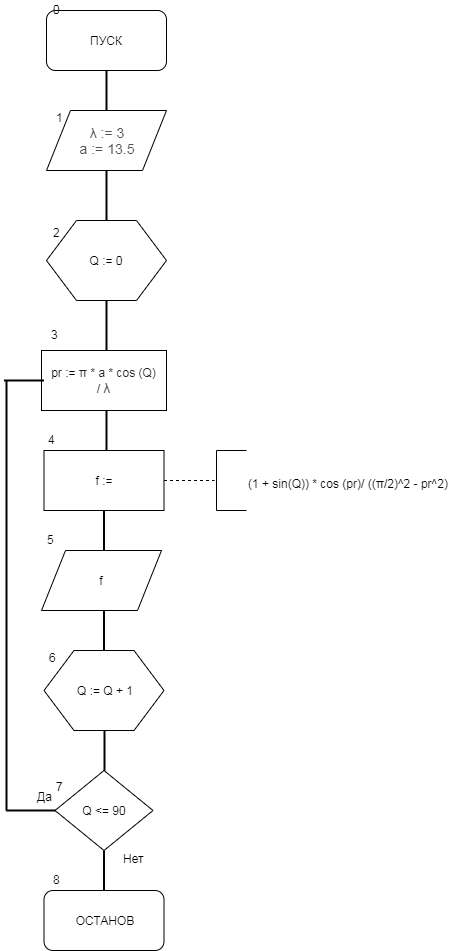 0
ПУСК
1
λ := 3
a := 13.5
2
Q := 0
3
pr := π * a * cos (Q)
/ λ
4
f :=
(1 + sin(Q)) * cos (pr)/ ((π/2)^2 - pr^2)
5
f
6
Q := Q + 1
7
Да
Q <= 90
Нет
8
ОСТАНОВ